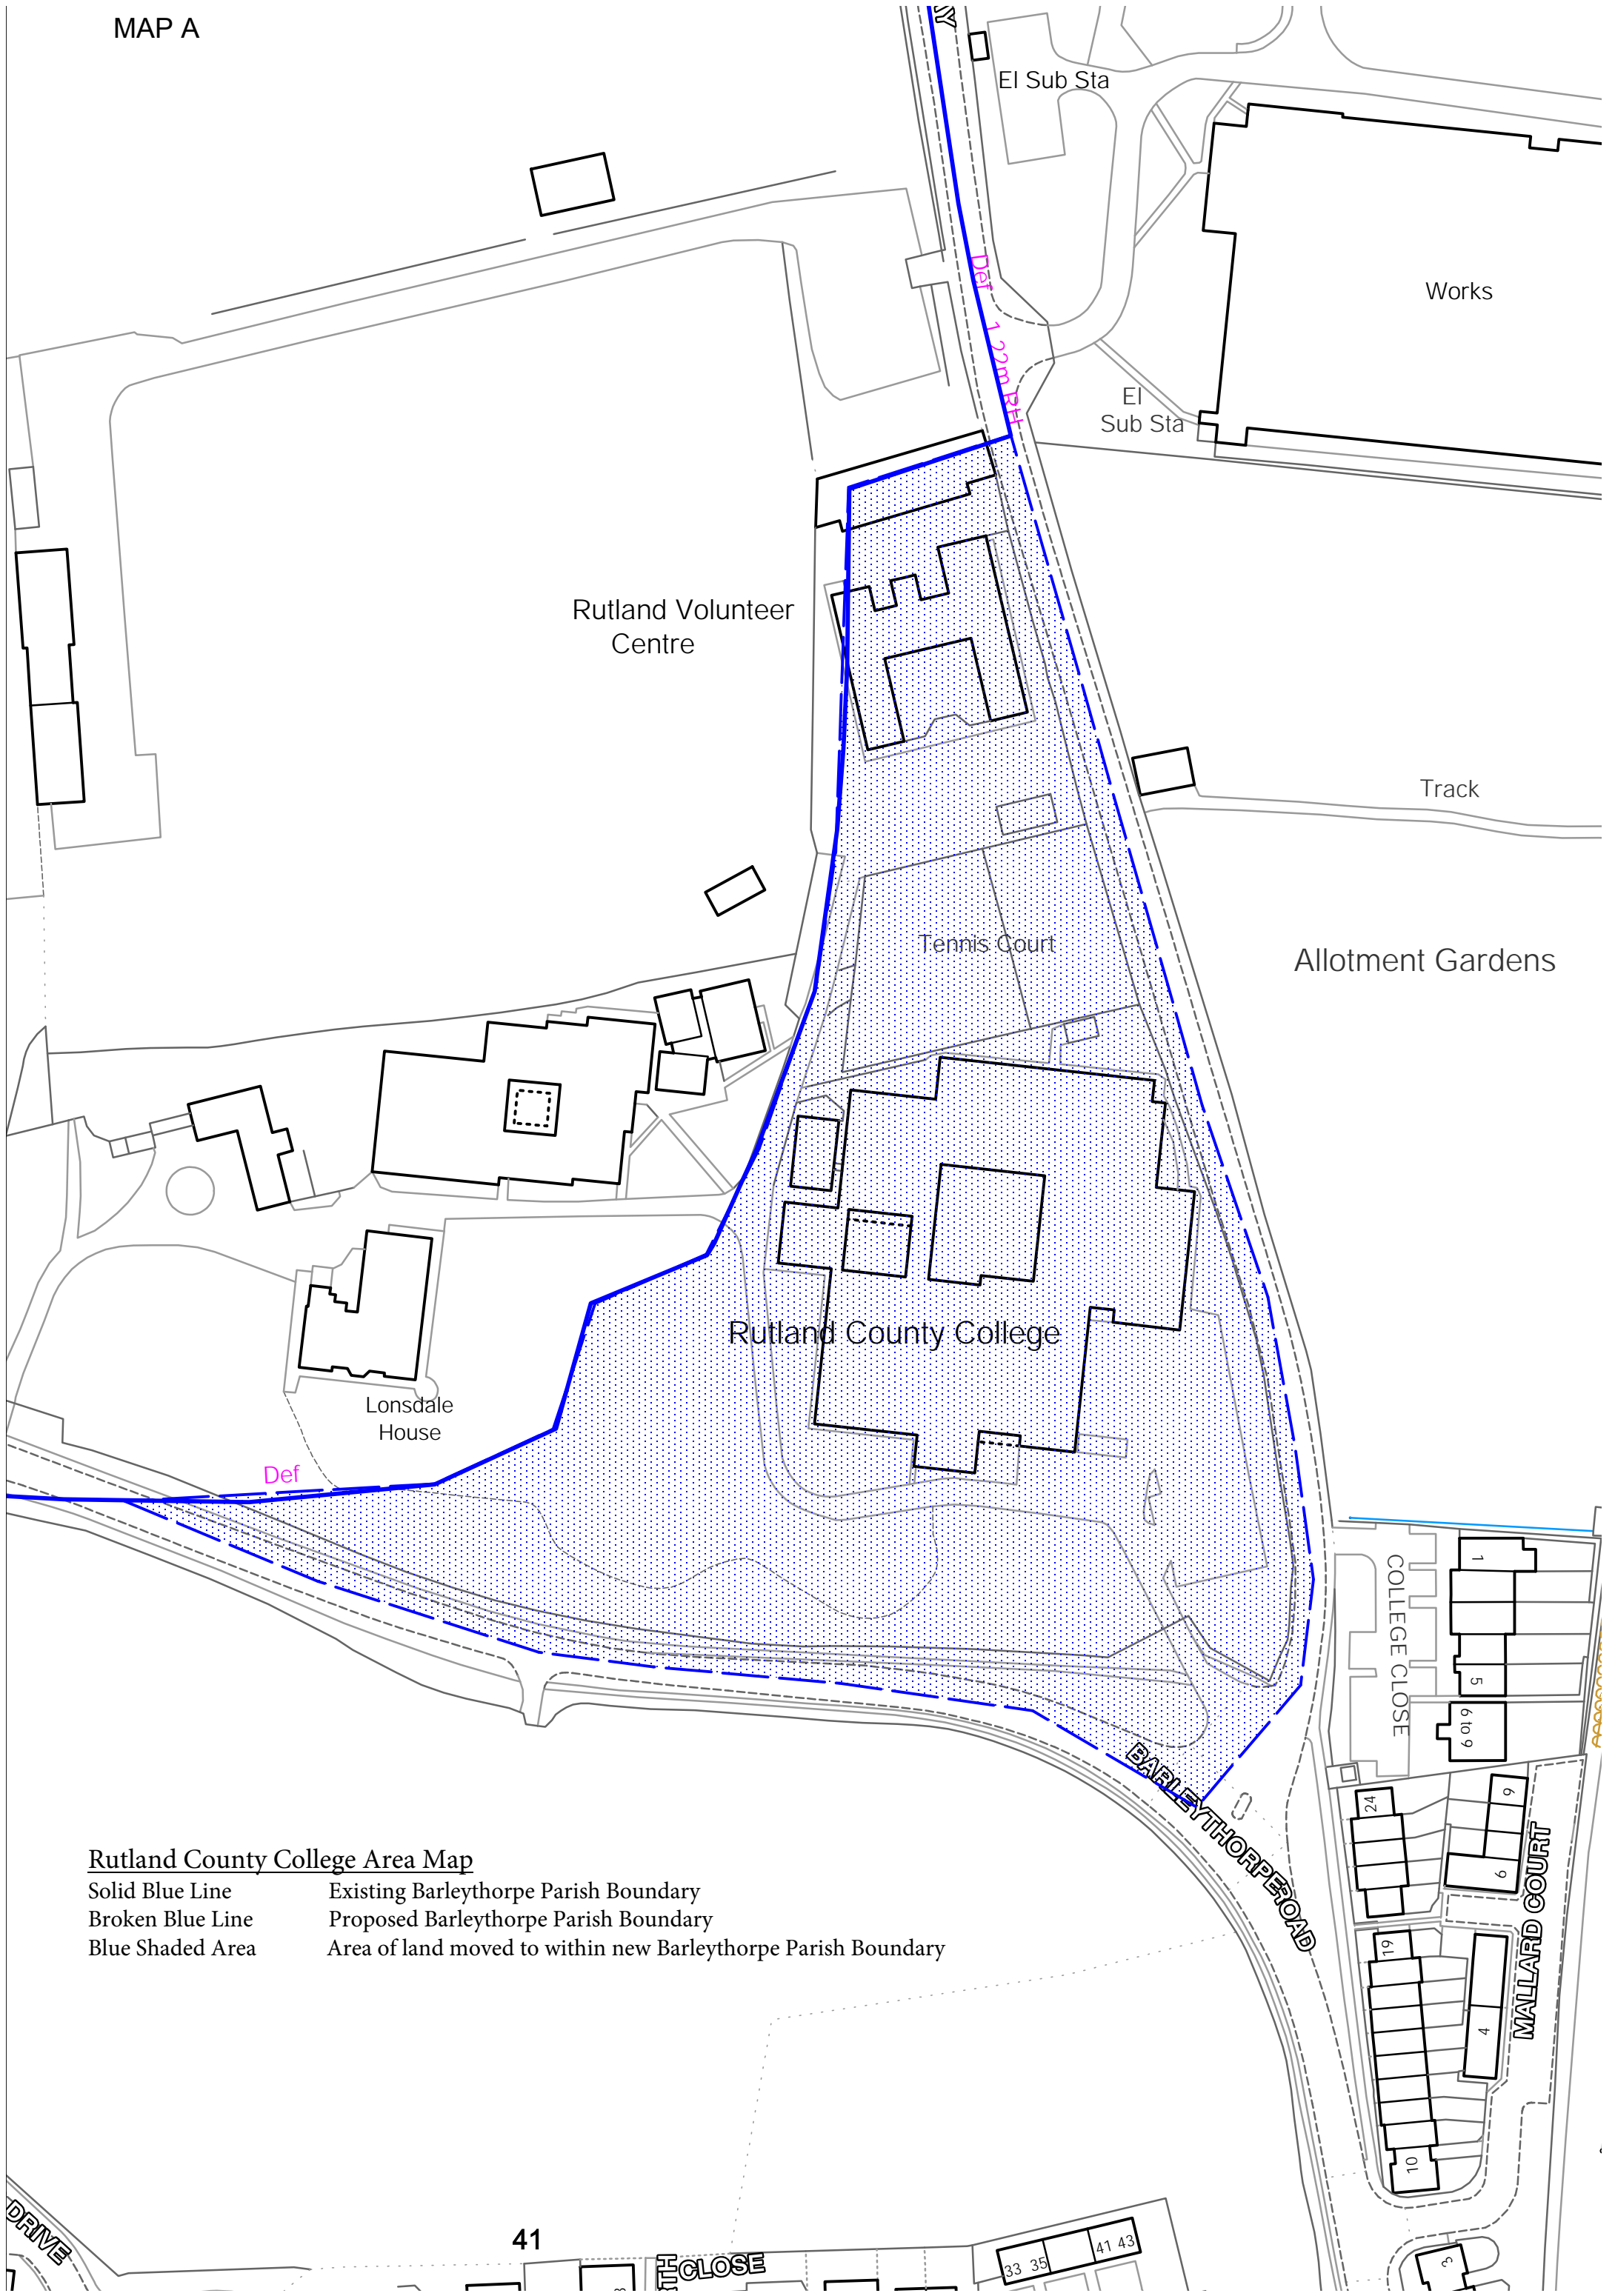 MAP A
El Sub Sta
Works
Def
1.22m RH
El
Sub Sta
Rutland Volunteer
Centre
Track
Tennis Court
Allotment Gardens
Rutland County College
Lonsdale
House
Def
COLLEGE CLOSE
1
5
6 to 9
BARLEYTHORPE ROAD
24
9
6
MALLARD COURT
19
4
10
Rutland County College Area Map
Solid Blue Line Existing Barleythorpe Parish Boundary
Broken Blue Line Proposed Barleythorpe Parish Boundary
Blue Shaded Area Area of land moved to within new Barleythorpe Parish Boundary
DRIVE
41
CLOSE
33 35
41 43
3